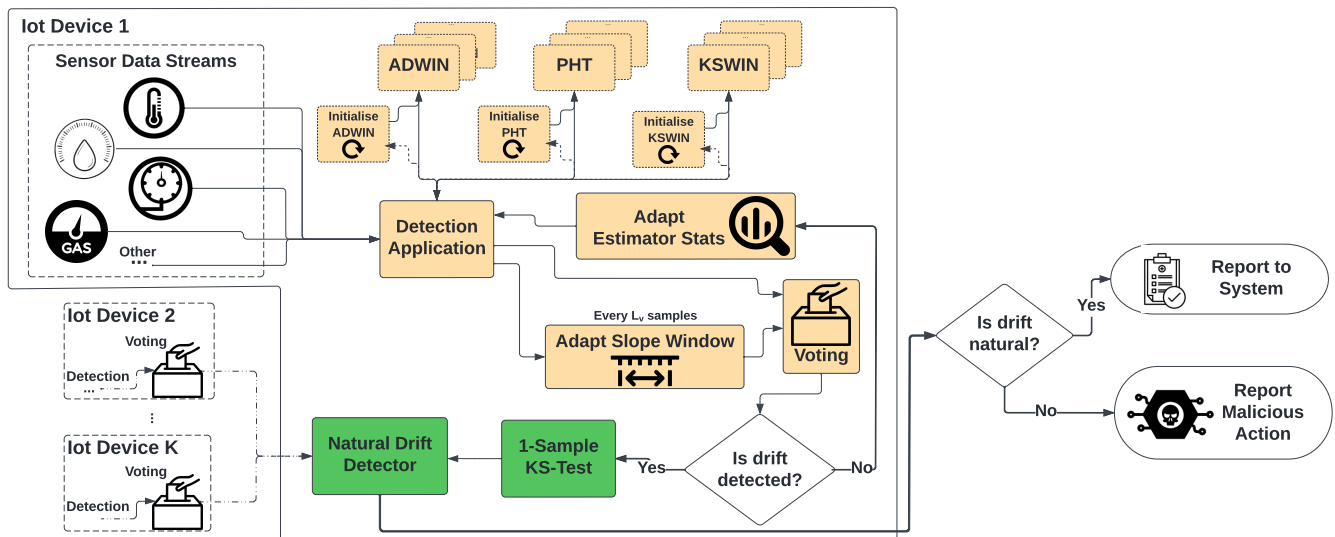 Iot Device 1
Sensor Data Streams
GAS
Other
...
...
ADWIN
...
...
PHT
...
...
KSWIN
Initialise
ADWIN
Initialise
PHT
Initialise
KSWIN
Detection
Application
Adapt
Estimator Stats
Every Lᵥ samples
Adapt Slope Window
Voting
Iot Device 2
Voting
Detection
...
⋮
Iot Device K
Voting
Detection
...
Natural Drift
Detector
1-Sample
KS-Test
Yes
Is drift
detected?
No
Is drift
natural?
Yes
No
Report to
System
Report
Malicious
Action